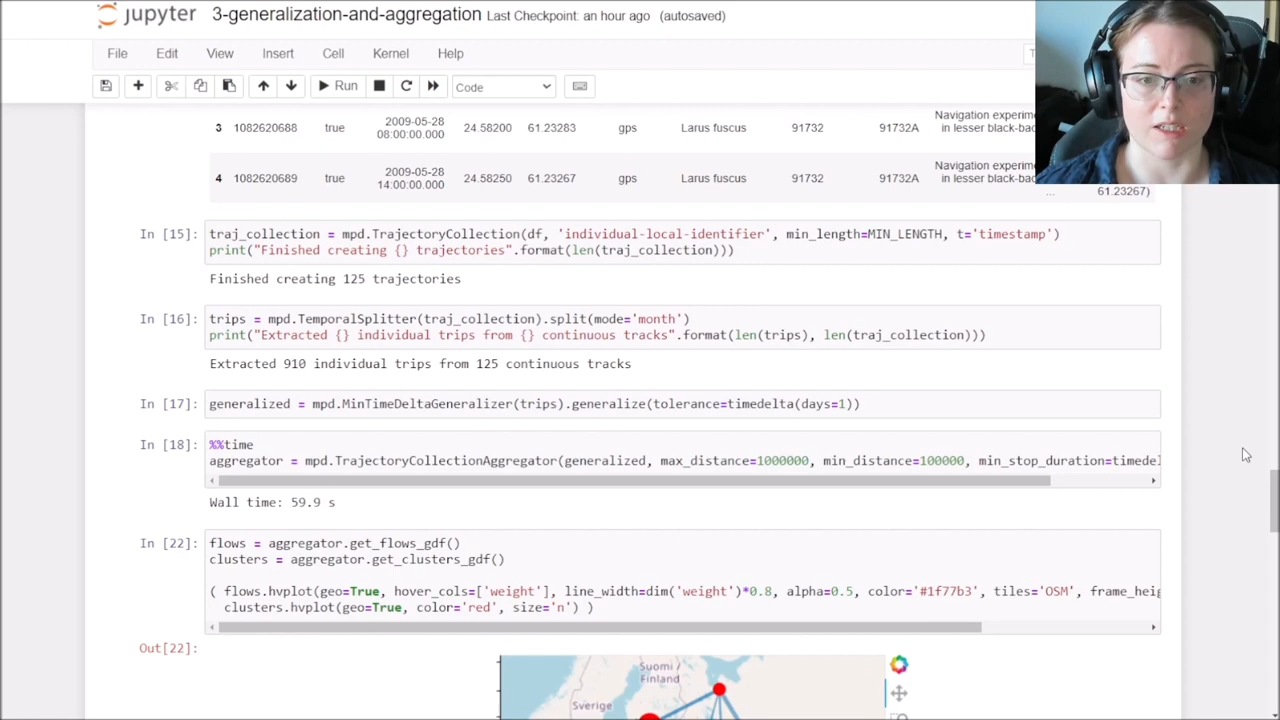 jupyter 3-generalization-and-aggregation Last Checkpoint: an hour ago (autosaved)
File Edit View Insert Cell Kernel Help
Run Code
3 1082620688 true 2009-05-28 08:00:00.000 24.58200 61.23283 gps Larus fuscus 91732 91732A Navigation experime in lesser black-bac
4 1082620689 true 2009-05-28 14:00:00.000 24.58250 61.23267 gps Larus fuscus 91732 91732A Navigation experime in lesser black-bac ... 61.23267)
In [15]: traj_collection = mpd.TrajectoryCollection(df, 'individual-local-identifier', min_length=MIN_LENGTH, t='timestamp')
print("Finished creating {} trajectories".format(len(traj_collection)))
Finished creating 125 trajectories
In [16]: trips = mpd.TemporalSplitter(traj_collection).split(mode='month')
print("Extracted {} individual trips from {} continuous tracks".format(len(trips), len(traj_collection)))
Extracted 910 individual trips from 125 continuous tracks
In [17]: generalized = mpd.MinTimeDeltaGeneralizer(trips).generalize(tolerance=timedelta(days=1))
In [18]: %%time
aggregator = mpd.TrajectoryCollectionAggregator(generalized, max_distance=1000000, min_distance=100000, min_stop_duration=timedel
Wall time: 59.9 s
In [22]: flows = aggregator.get_flows_gdf()
clusters = aggregator.get_clusters_gdf()
( flows.hvplot(geo=True, hover_cols=['weight'], line_width=dim('weight')*0.8, alpha=0.5, color='#1f77b3', tiles='OSM', frame_heig
clusters.hvplot(geo=True, color='red', size='n') )
Out[22]:
Suomi /
Finland
Sverige